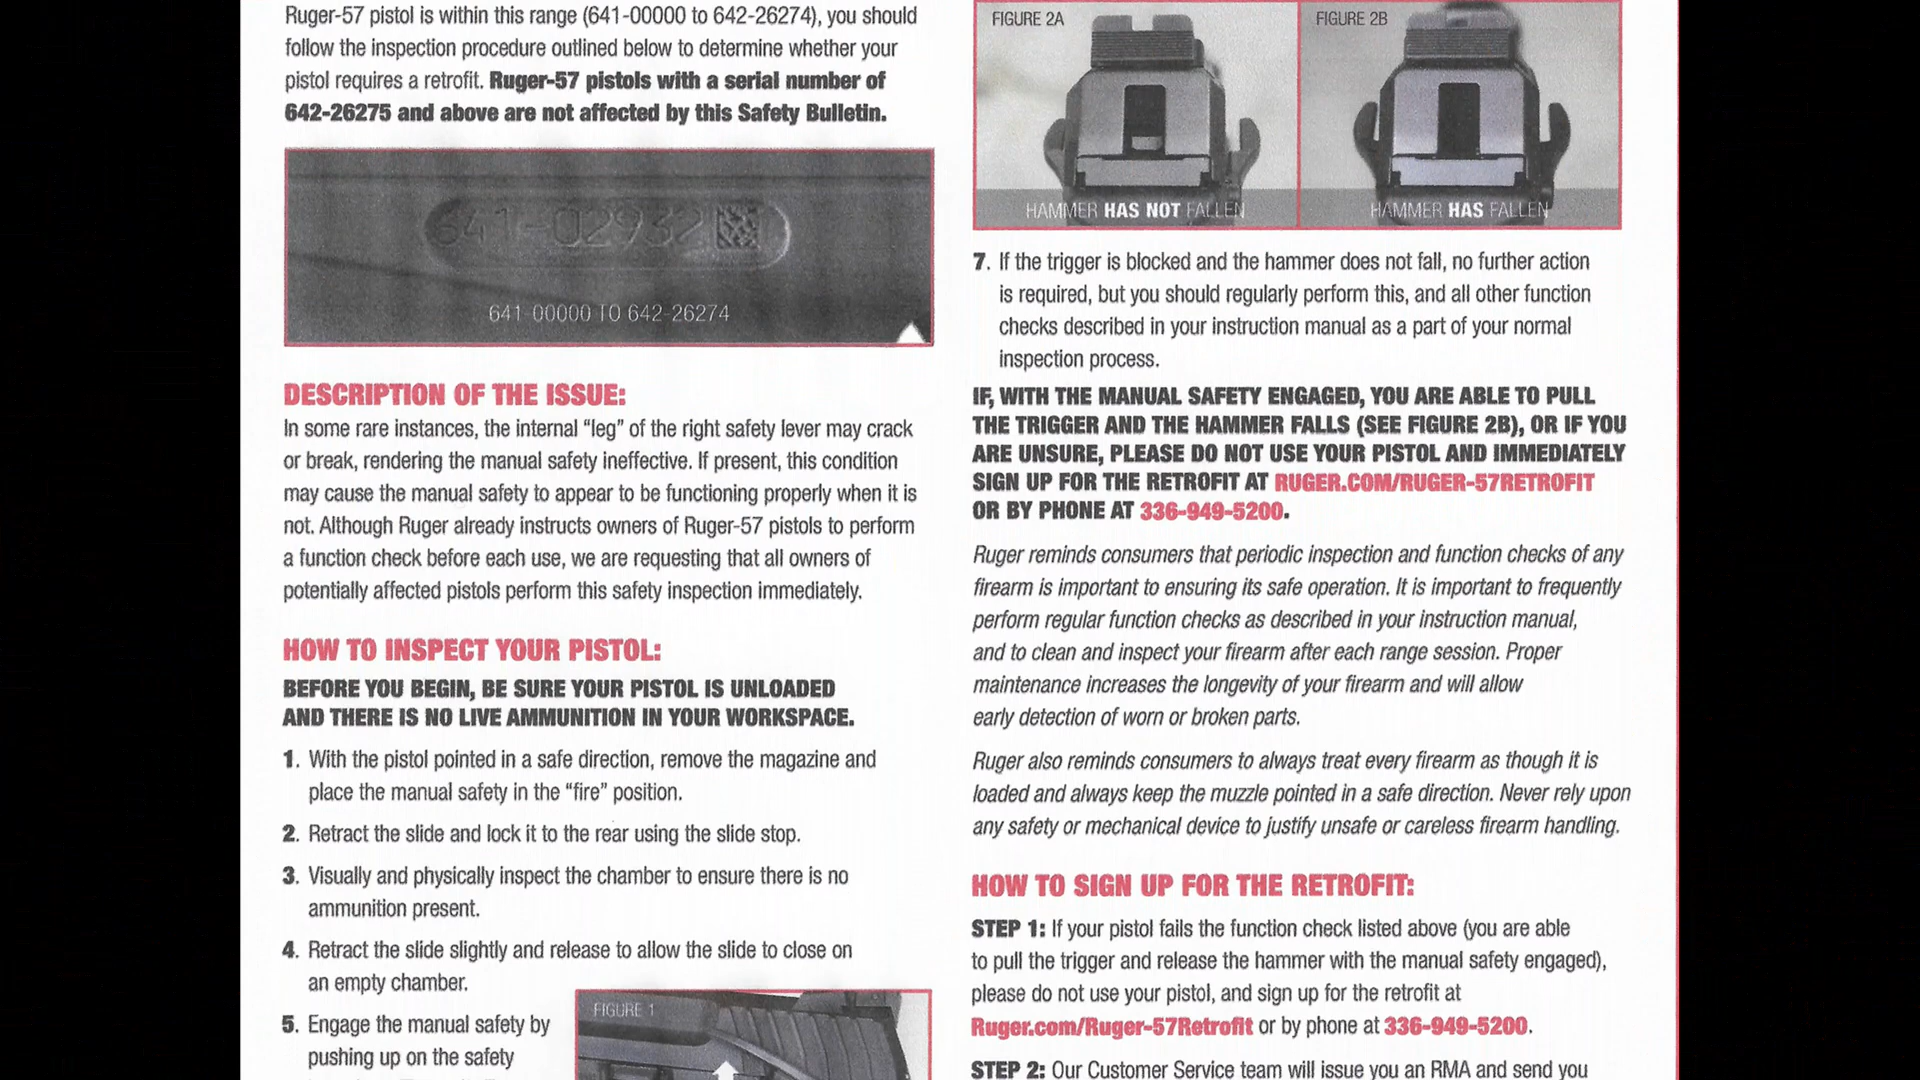 Ruger-57 pistol is within this range (641-00000 to 642-26274), you should
follow the inspection procedure outlined below to determine whether your
pistol requires a retrofit. Ruger-57 pistols with a serial number of
642-26275 and above are not affected by this Safety Bulletin.
641-02932
641-00000 TO 642-26274
DESCRIPTION OF THE ISSUE:
In some rare instances, the internal “leg” of the right safety lever may crack
or break, rendering the manual safety ineffective. If present, this condition
may cause the manual safety to appear to be functioning properly when it is
not. Although Ruger already instructs owners of Ruger-57 pistols to perform
a function check before each use, we are requesting that all owners of
potentially affected pistols perform this safety inspection immediately.
HOW TO INSPECT YOUR PISTOL:
BEFORE YOU BEGIN, BE SURE YOUR PISTOL IS UNLOADED
AND THERE IS NO LIVE AMMUNITION IN YOUR WORKSPACE.
1. With the pistol pointed in a safe direction, remove the magazine and
place the manual safety in the “fire” position.
2. Retract the slide and lock it to the rear using the slide stop.
3. Visually and physically inspect the chamber to ensure there is no
ammunition present.
4. Retract the slide slightly and release to allow the slide to close on
an empty chamber.
5. Engage the manual safety by
pushing up on the safety
FIGURE 1
FIGURE 2A
FIGURE 2B
HAMMER HAS NOT FALLEN
HAMMER HAS FALLEN
7. If the trigger is blocked and the hammer does not fall, no further action
is required, but you should regularly perform this, and all other function
checks described in your instruction manual as a part of your normal
inspection process.
IF, WITH THE MANUAL SAFETY ENGAGED, YOU ARE ABLE TO PULL
THE TRIGGER AND THE HAMMER FALLS (SEE FIGURE 2B), OR IF YOU
ARE UNSURE, PLEASE DO NOT USE YOUR PISTOL AND IMMEDIATELY
SIGN UP FOR THE RETROFIT AT RUGER.COM/RUGER-57RETROFIT
OR BY PHONE AT 336-949-5200.
Ruger reminds consumers that periodic inspection and function checks of any
firearm is important to ensuring its safe operation. It is important to frequently
perform regular function checks as described in your instruction manual,
and to clean and inspect your firearm after each range session. Proper
maintenance increases the longevity of your firearm and will allow
early detection of worn or broken parts.
Ruger also reminds consumers to always treat every firearm as though it is
loaded and always keep the muzzle pointed in a safe direction. Never rely upon
any safety or mechanical device to justify unsafe or careless firearm handling.
HOW TO SIGN UP FOR THE RETROFIT:
STEP 1: If your pistol fails the function check listed above (you are able
to pull the trigger and release the hammer with the manual safety engaged),
please do not use your pistol, and sign up for the retrofit at
Ruger.com/Ruger-57Retrofit or by phone at 336-949-5200.
STEP 2: Our Customer Service team will issue you an RMA and send you